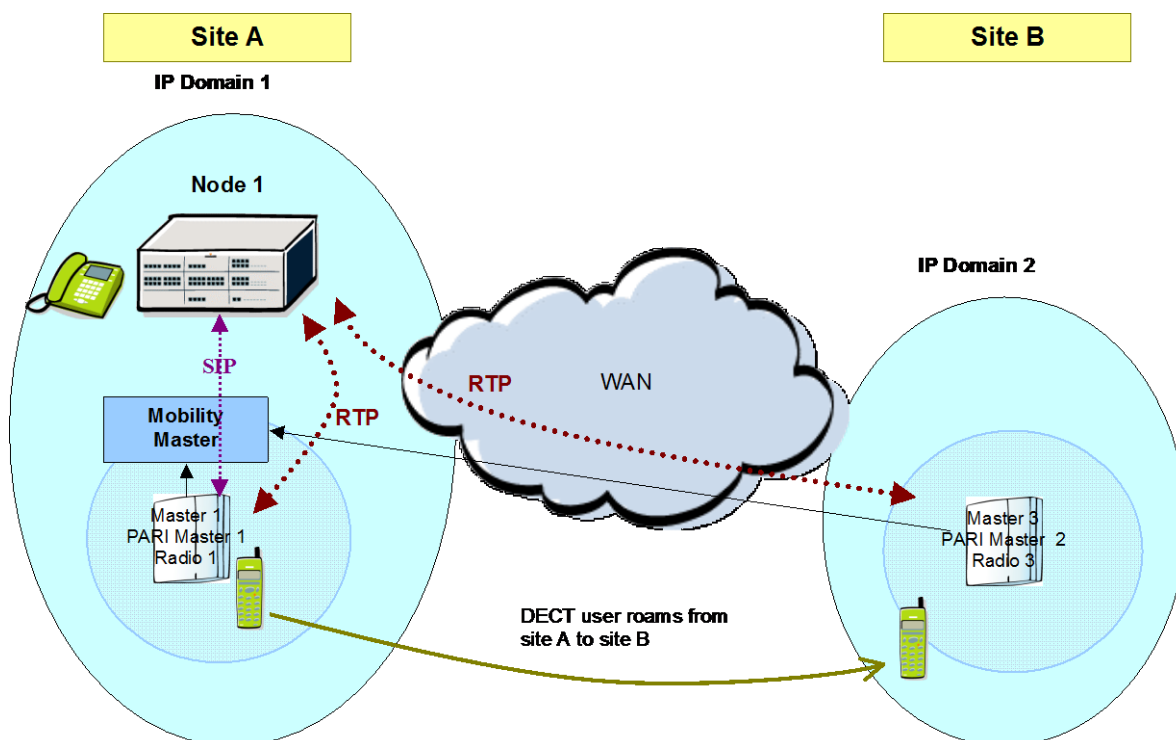 Site A
Site B
IP Domain 1
Node 1
IP Domain 2
SIP
RTP
WAN
RTP
Mobility
Master
Master 1
PARI Master 1
Radio 1
Master 3
PARI Master 2
Radio 3
DECT user roams from
site A to site B